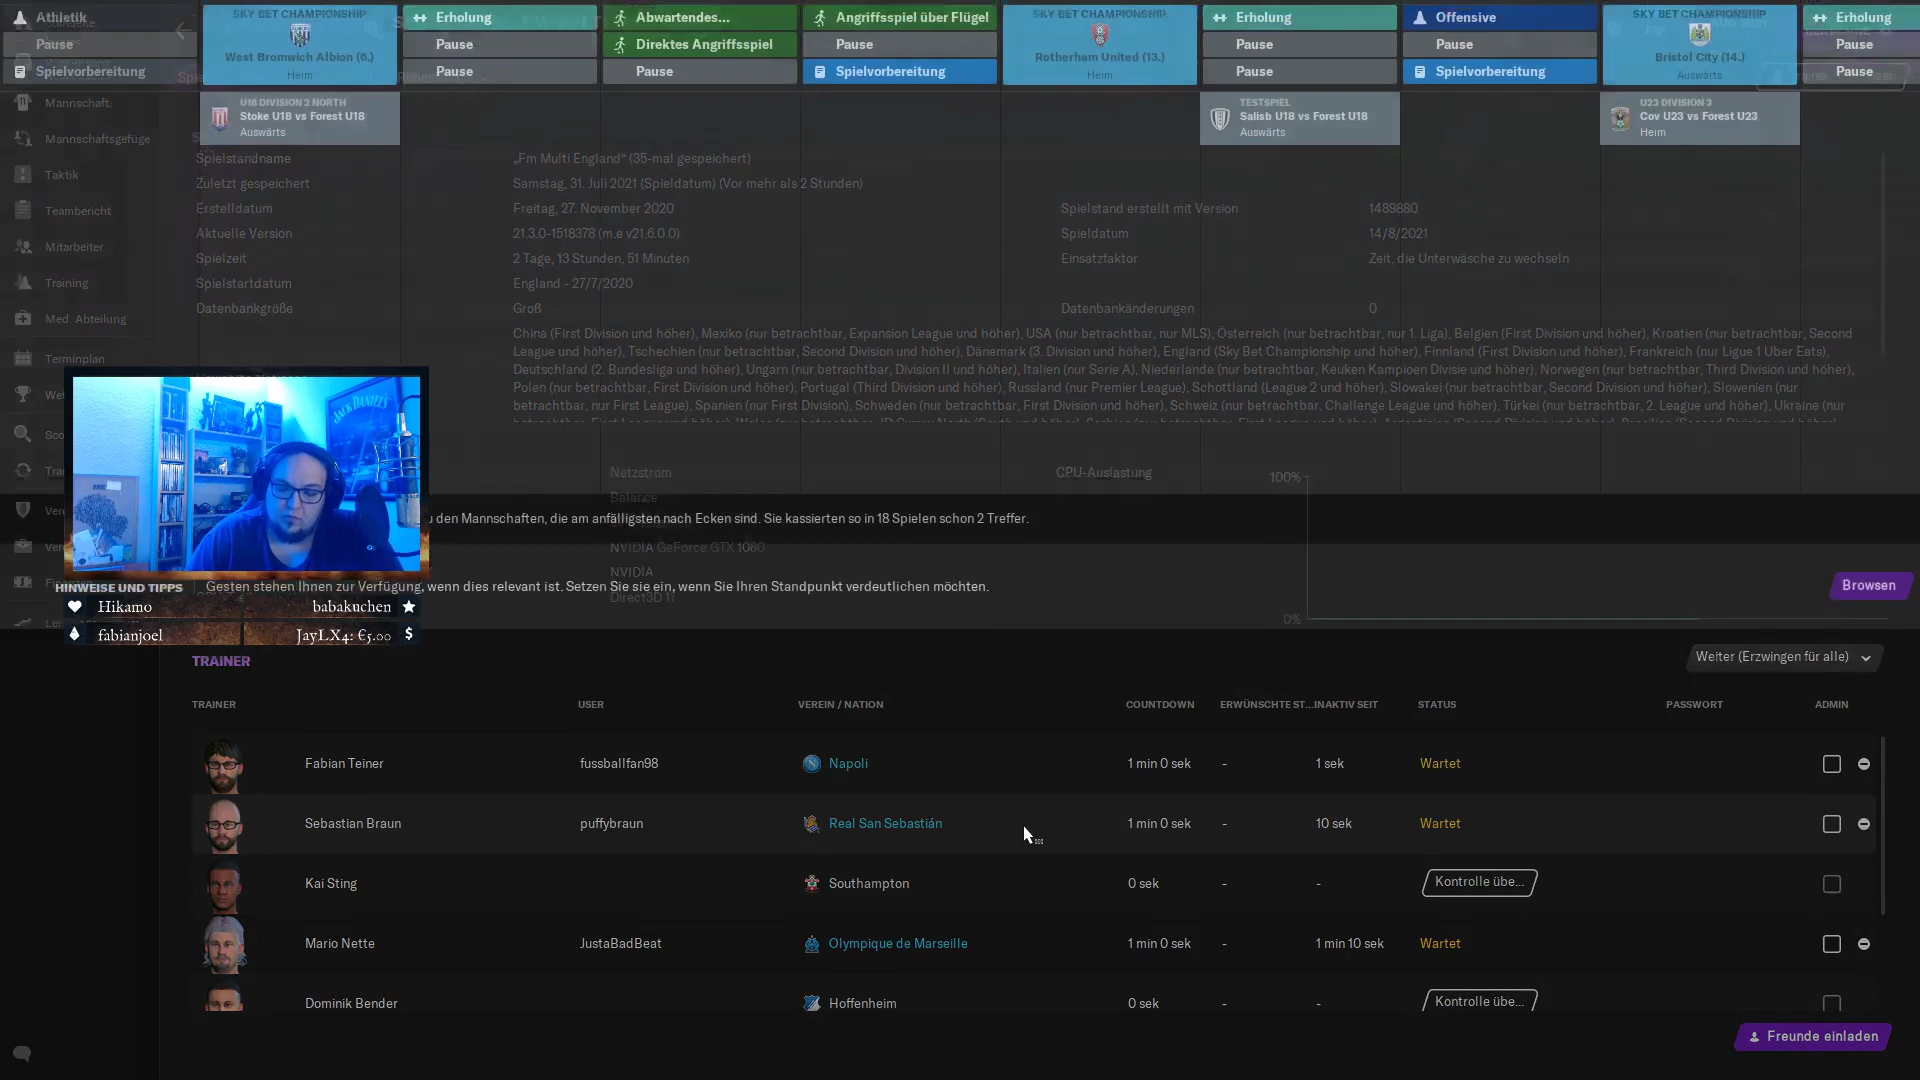 Athletik
Pause
Spielvorbereitung
SKY BET CHAMPIONSHIP
West Bromwich Albion (6.)
Heim
Erholung
Pause
Pause
Abwartendes...
Direktes Angriffsspiel
Pause
Angriffsspiel über Flügel
Pause
Spielvorbereitung
SKY BET CHAMPIONSHIP
Rotherham United (13.)
Heim
Erholung
Pause
Pause
Offensive
Pause
Spielvorbereitung
SKY BET CHAMPIONSHIP
Bristol City (14.)
Auswärts
Erholung
Pause
Pause
U18 DIVISION 2 NORTH
Stoke U18 vs Forest U18
Auswärts
TESTSPIEL
Salisb U18 vs Forest U18
Auswärts
U23 DIVISION 3
Cov U23 vs Forest U23
Heim
Mannschaft
Mannschaftsgefüge
Taktik
Teambericht
Mitarbeiter
Training
Med. Abteilung
Terminplan
Spielstandname
„Fm Multi England“ (35-mal gespeichert)
Zuletzt gespeichert
Samstag, 31. Juli 2021 (Spieldatum) (Vor mehr als 2 Stunden)
Erstelldatum
Freitag, 27. November 2020
Spielstand erstellt mit Version
1489880
Aktuelle Version
21.3.0-1518378 (m.e v21.6.0.0)
Spieldatum
14/8/2021
Spielzeit
2 Tage, 13 Stunden, 51 Minuten
Einsatzfaktor
Zeit, die Unterwäsche zu wechseln
Spielstartdatum
England - 27/7/2020
Datenbankgröße
Groß
Datenbankänderungen
0
China (First Division und höher), Mexiko (nur betrachtbar, Expansion League und höher), USA (nur betrachtbar, nur MLS), Österreich (nur betrachtbar, nur 1. Liga), Belgien (First Division und höher), Kroatien (nur betrachtbar, Second
League und höher), Tschechien (nur betrachtbar, Second Division und höher), Dänemark (3. Division und höher), England (Sky Bet Championship und höher), Finnland (First Division und höher), Frankreich (nur Ligue 1 Uber Eats),
Deutschland (2. Bundesliga und höher), Ungarn (nur betrachtbar, Division II und höher), Italien (nur Serie A), Niederlande (nur betrachtbar, Keuken Kampioen Divisie und höher), Norwegen (nur betrachtbar, Third Division und höher),
Polen (nur betrachtbar, First Division und höher), Portugal (Third Division und höher), Russland (nur Premier League), Schottland (League 2 und höher), Slowakei (nur betrachtbar, Second Division und höher), Slowenien (nur
betrachtbar, nur First League), Spanien (nur First Division), Schweden (nur betrachtbar, First Division und höher), Schweiz (nur betrachtbar, Challenge League und höher), Türkei (nur betrachtbar, 2. League und höher), Ukraine (nur
JACK DANIEL'S
Netzstrom
Balance
CPU-Auslastung
100%
den Mannschaften, die am anfälligsten nach Ecken sind. Sie kassierten so in 18 Spielen schon 2 Treffer.
NVIDIA GeForce GTX 1080
NVIDIA
Direct3D 11
0%
HINWEISE UND TIPPS
Gesten stehen Ihnen zur Verfügung, wenn dies relevant ist. Setzen Sie sie ein, wenn Sie Ihren Standpunkt verdeutlichen möchten.
Browsen
Hikamo
babakuchen
fabianjoel
JayLX4: €5.00
TRAINER
Weiter (Erzwingen für alle)
TRAINER USER VEREIN / NATION COUNTDOWN ERWÜNSCHTE ST... INAKTIV SEIT STATUS PASSWORT ADMIN
Fabian Teiner fussballfan98 Napoli 1 min 0 sek - 1 sek Wartet
Sebastian Braun puffybraun Real San Sebastián 1 min 0 sek - 10 sek Wartet
Kai Sting Southampton 0 sek - - Kontrolle übe...
Mario Nette JustaBadBeat Olympique de Marseille 1 min 0 sek - 1 min 10 sek Wartet
Dominik Bender Hoffenheim 0 sek - - Kontrolle übe...
Freunde einladen